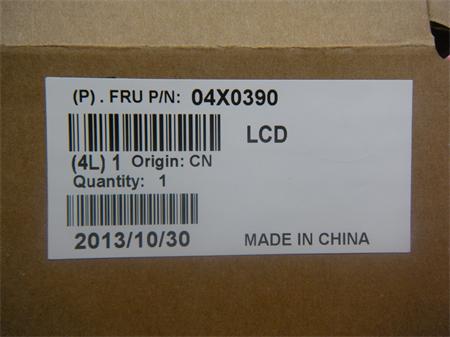 (P) . FRU P/N: 04X0390
LCD
(4L) 1 Origin: CN
Quantity: 1
2013/10/30
MADE IN CHINA